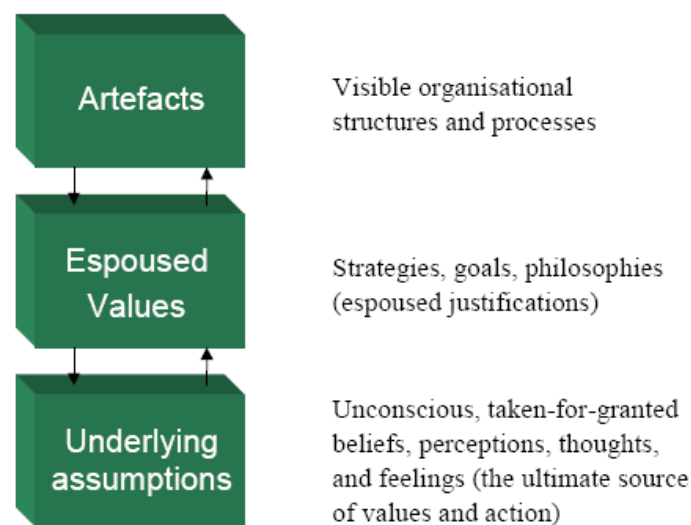 Artefacts
Visible organisational
structures and processes
Espoused
Values
Strategies, goals, philosophies
(espoused justifications)
Underlying
assumptions
Unconscious, taken-for-granted
beliefs, perceptions, thoughts,
and feelings (the ultimate source
of values and action)